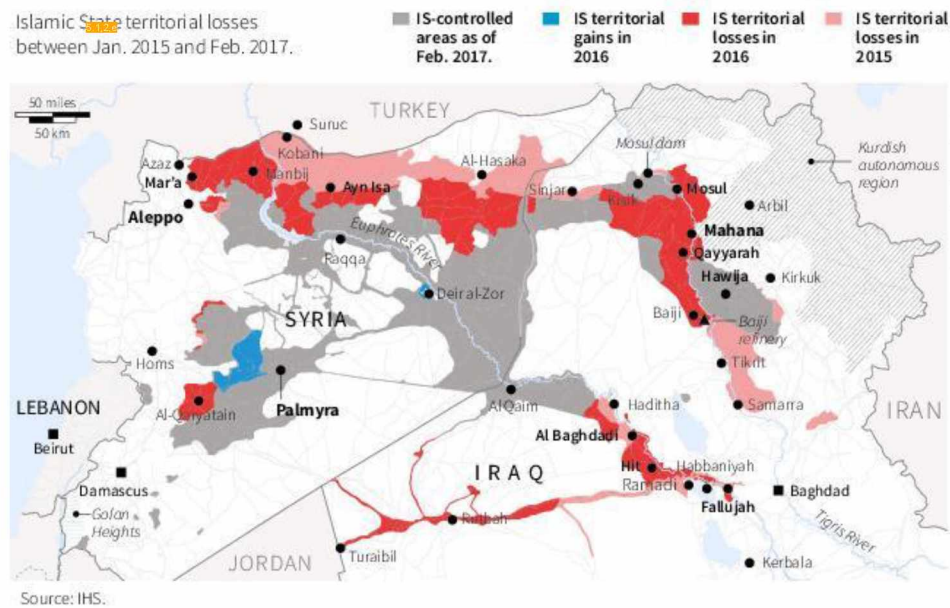 Islamic State territorial losses
between Jan. 2015 and Feb. 2017.
IS-controlled
areas as of
Feb. 2017.
IS territorial
gains in
2016
IS territorial
losses in
2016
IS territorial
losses in
2015
50 miles
50 km
TURKEY
Suruc
Kobani
Azaz
Mar'a
Manbij
Ayn Isa
Al-Hasaka
Mosul dam
Kurdish
autonomous
region
Sinjar
Kisik
Mosul
Arbil
Aleppo
Mahana
Euphrates River
Qayyarah
Raqqa
Hawija
Kirkuk
Deir al-Zor
SYRIA
Baiji
Baiji
refinery
Homs
Tikrit
Palmyra
Al-Qaryatain
LEBANON
Al Qaim
Haditha
Samarra
IRAN
Beirut
Al Baghdadi
IRAQ
Hit
Habbaniyah
Ramadi
Baghdad
Damascus
Fallujah
Golan
Heights
Rutbah
Tigris River
JORDAN
Turaibil
Kerbala
Source: IHS.